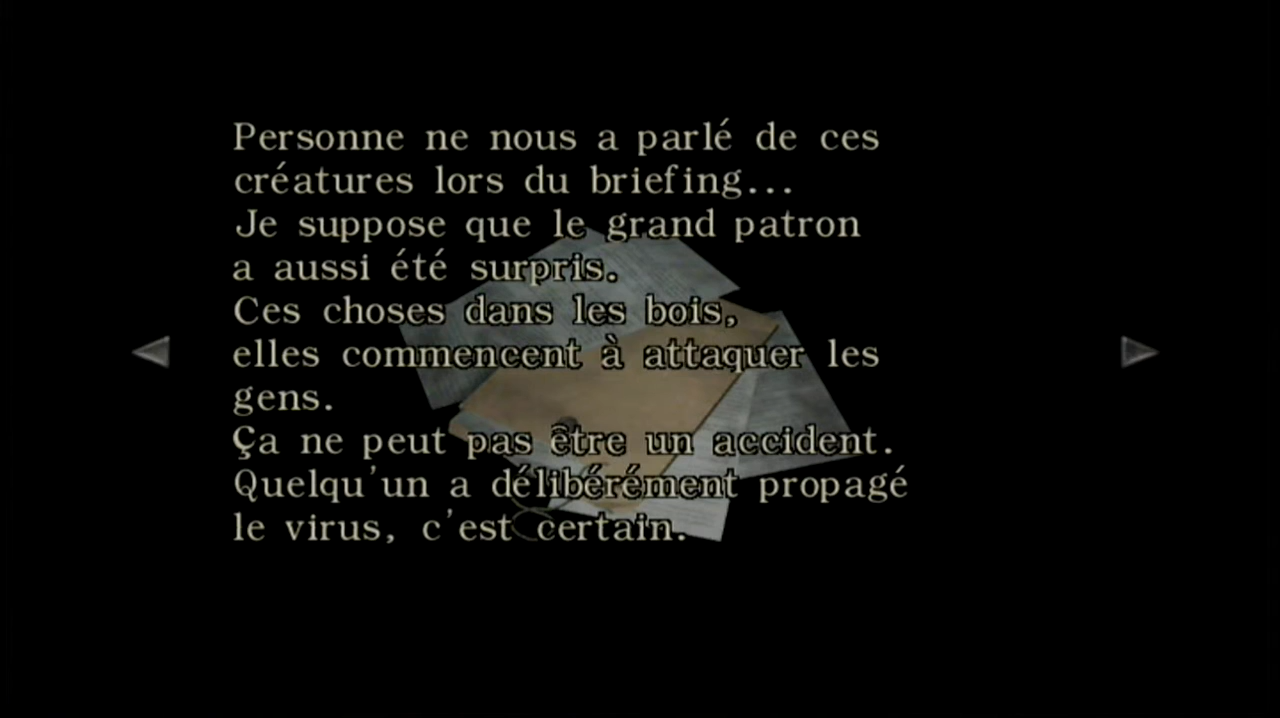 Personne ne nous a parlé de ces
créatures lors du briefing...
Je suppose que le grand patron
a aussi été surpris.
Ces choses dans les bois,
elles commencent à attaquer les
gens.
Ça ne peut pas être un accident.
Quelqu'un a délibérément propagé
le virus, c'est certain.